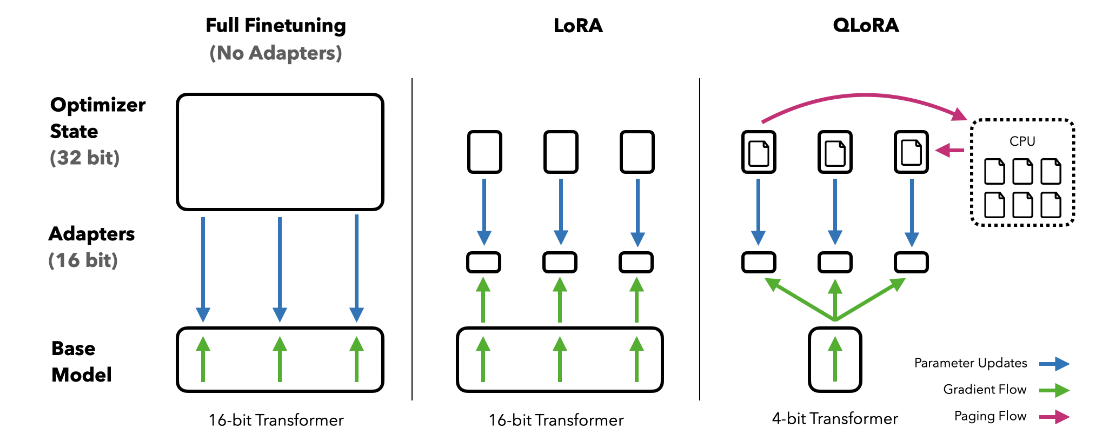 Full Finetuning
(No Adapters)
LoRA
QLoRA
Optimizer
State
(32 bit)
CPU
Adapters
(16 bit)
Base
Model
Parameter Updates
Gradient Flow
Paging Flow
16-bit Transformer
16-bit Transformer
4-bit Transformer